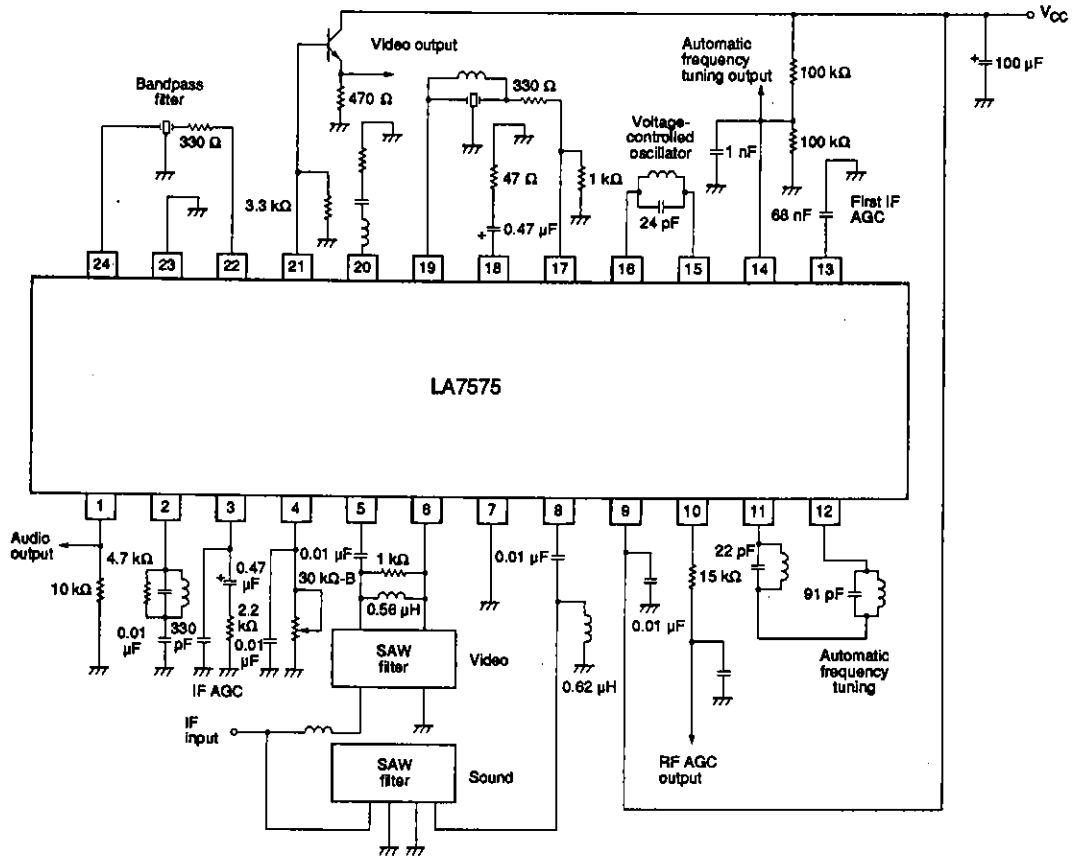 VCC
Video output
Automatic
frequency
tuning output
100 kΩ
100 μF
Bandpass
filter
330 Ω
470 Ω
330 Ω
Voltage-
controlled
oscillator
1 nF
100 kΩ
3.3 kΩ
47 Ω
1 kΩ
0.47 μF
24 pF
68 nF
First IF
AGC
24
23
22
21
20
19
18
17
16
15
14
13
LA7575
1
2
3
4
5
6
7
8
9
10
11
12
Audio
output
4.7 kΩ
10 kΩ
0.01
μF
330
pF
0.47
μF
2.2
kΩ
0.01
μF
IF AGC
0.01 μF
30 kΩ-B
1 kΩ
0.56 μH
SAW
filter
Video
0.01 μF
0.62 μH
0.01 μF
15 kΩ
22 pF
91 pF
Automatic
frequency
tuning
IF
input
SAW
filter
Sound
RF AGC
output